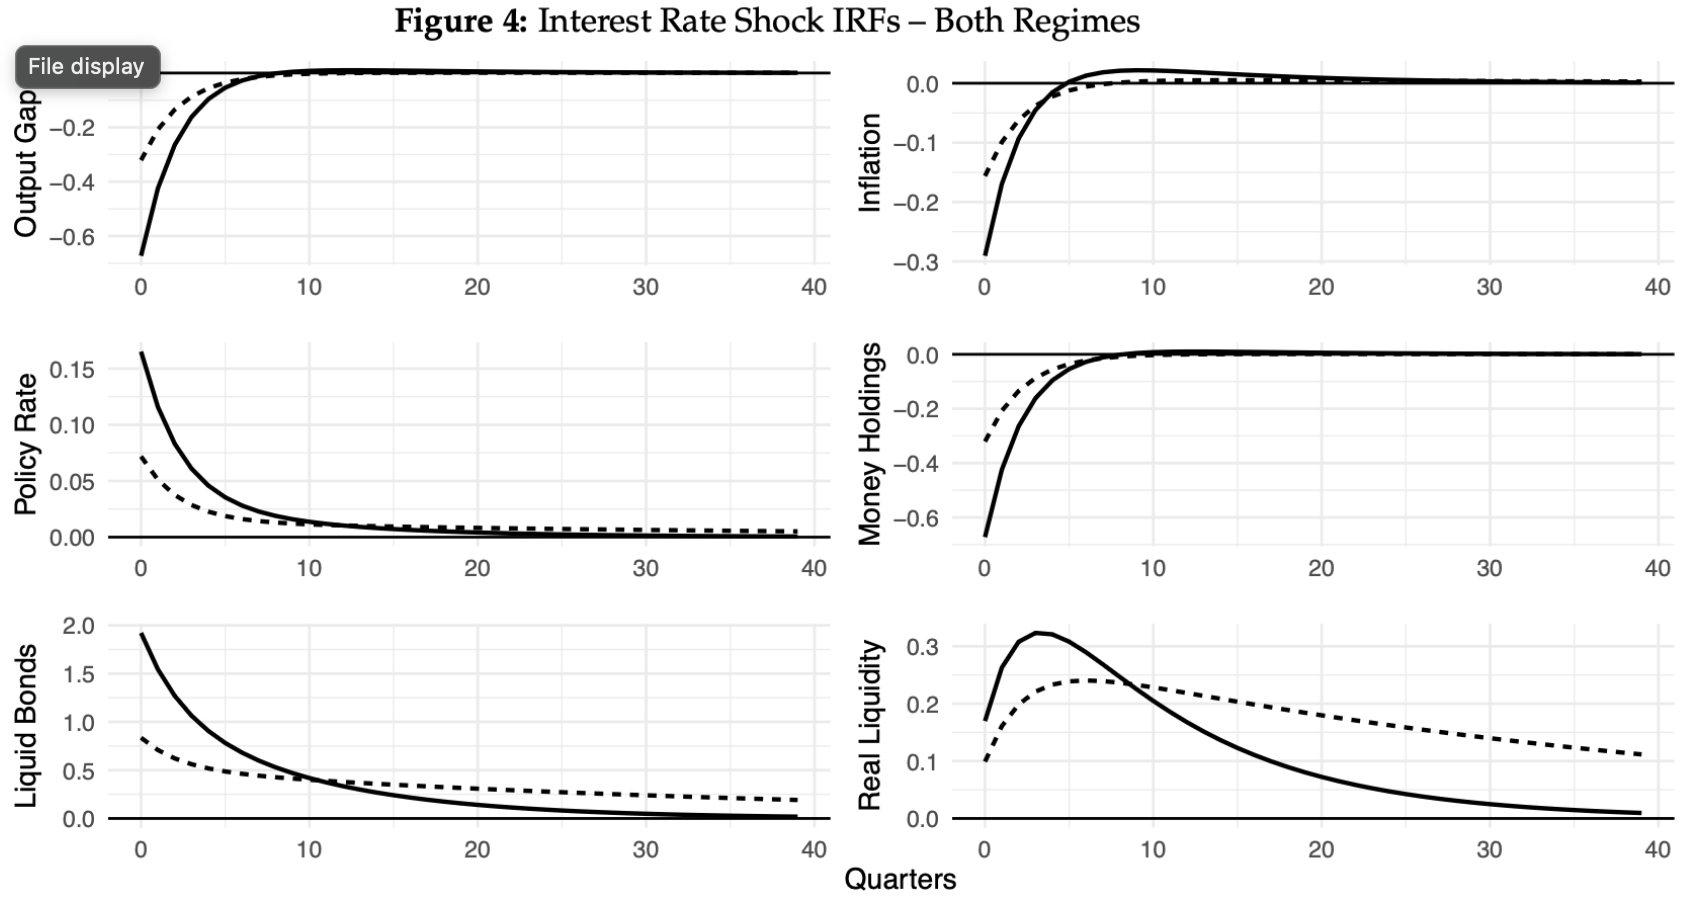 Figure 4: Interest Rate Shock IRFs – Both Regimes
File display
Output Gap
−0.2
−0.4
−0.6
0 10 20 30 40
Inflation
0.0
−0.1
−0.2
−0.3
0 10 20 30 40
Policy Rate
0.15
0.10
0.05
0.00
0 10 20 30 40
Money Holdings
0.0
−0.2
−0.4
−0.6
0 10 20 30 40
Liquid Bonds
2.0
1.5
1.0
0.5
0.0
0 10 20 30 40
Real Liquidity
0.3
0.2
0.1
0.0
0 10 20 30 40
Quarters